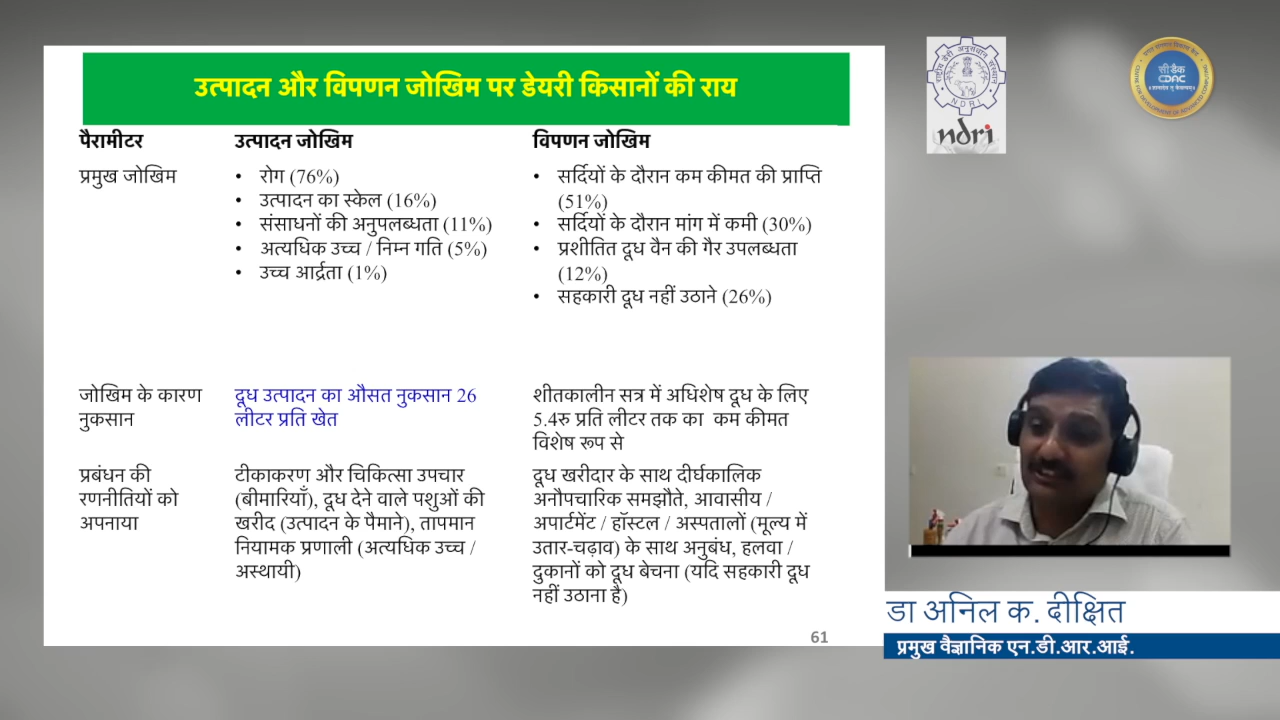 उत्पादन और विपणन जोखिम पर डेयरी किसानों की राय
पैरामीटर
उत्पादन जोखिम
विपणन जोखिम
प्रमुख जोखिम
• रोग (76%)
• उत्पादन का स्केल (16%)
• संसाधनों की अनुपलब्धता (11%)
• अत्यधिक उच्च / निम्न गति (5%)
• उच्च आर्द्रता (1%)
• सर्दियों के दौरान कम कीमत की प्राप्ति
(51%)
• सर्दियों के दौरान मांग में कमी (30%)
• प्रशीतित दूध वैन की गैर उपलब्धता
(12%)
• सहकारी दूध नहीं उठाने (26%)
जोखिम के कारण
नुकसान
दूध उत्पादन का औसत नुकसान 26
लीटर प्रति खेत
शीतकालीन सत्र में अधिशेष दूध के लिए
5.4रु प्रति लीटर तक का कम कीमत
विशेष रूप से
प्रबंधन की
रणनीतियों को
अपनाया
टीकाकरण और चिकित्सा उपचार
(बीमारियाँ), दूध देने वाले पशुओं की
खरीद (उत्पादन के पैमाने), तापमान
नियामक प्रणाली (अत्यधिक उच्च /
अस्थायी)
दूध खरीदार के साथ दीर्घकालिक
अनौपचारिक समझौते, आवासीय /
अपार्टमेंट / हॉस्टल / अस्पतालों (मूल्य में
उतार-चढ़ाव) के साथ अनुबंध, हलवा /
दुकानों को दूध बेचना (यदि सहकारी दूध
नहीं उठाना है)
61
NDRI
ndri
सी डैक
CDAC
डा अनिल क. दीक्षित
प्रमुख वैज्ञानिक एन.डी.आर.आई.